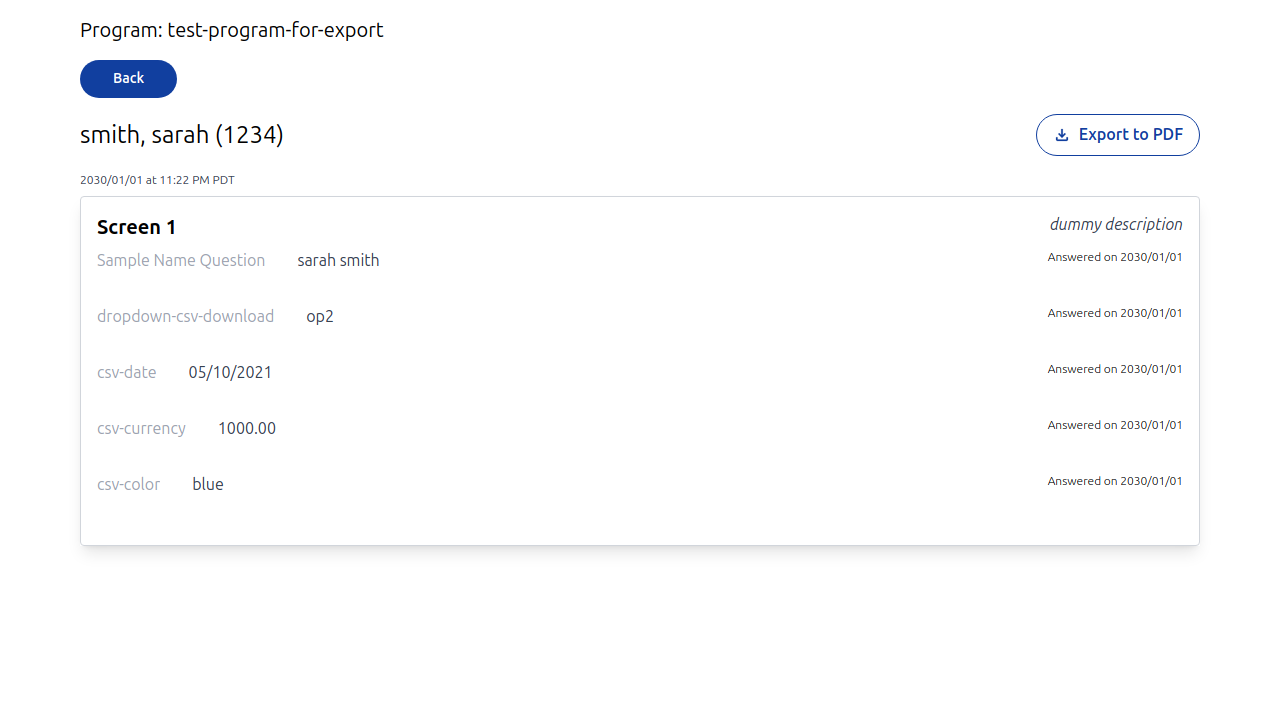 Program: test-program-for-export
Back
smith, sarah (1234)
Export to PDF
2030/01/01 at 11:22 PM PDT
Screen 1
dummy description
Sample Name Question sarah smith Answered on 2030/01/01
dropdown-csv-download op2 Answered on 2030/01/01
csv-date 05/10/2021 Answered on 2030/01/01
csv-currency 1000.00 Answered on 2030/01/01
csv-color blue Answered on 2030/01/01